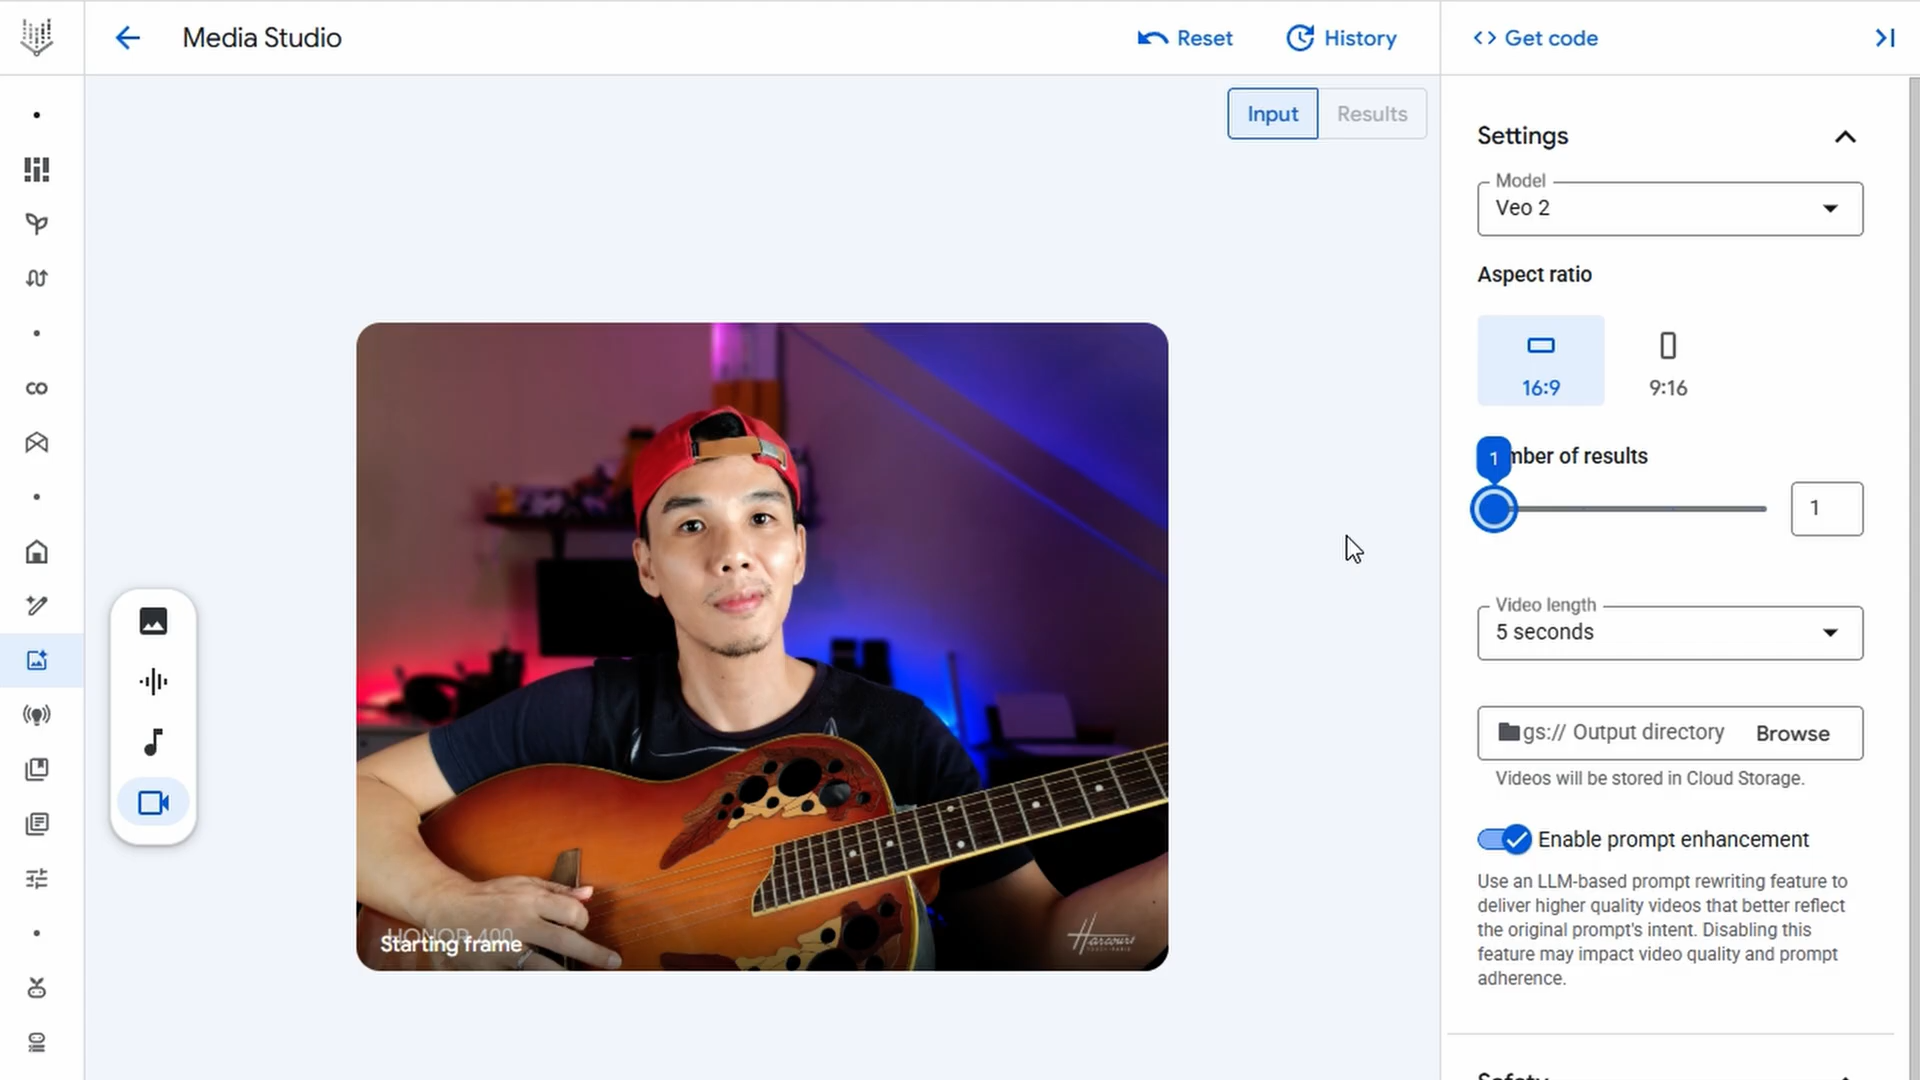 Media Studio
Reset
History
Get code
Input
Results
Settings
Model
Veo 2
Aspect ratio
16:9
9:16
1
mber of results
1
Video length
5 seconds
gs:// Output directory
Browse
Videos will be stored in Cloud Storage.
Enable prompt enhancement
Use an LLM-based prompt rewriting feature to
deliver higher quality videos that better reflect
the original prompt's intent. Disabling this
feature may impact video quality and prompt
adherence.
HONOR 400
Starting frame
Harcourt